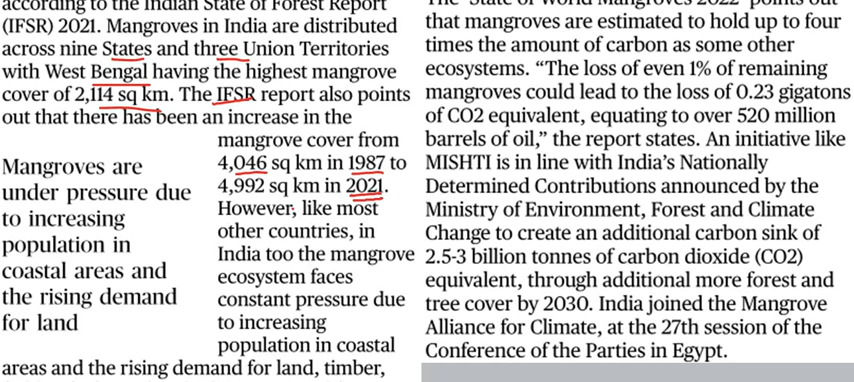 according to the Indian State of Forest Report
(IFSR) 2021. Mangroves in India are distributed
across nine States and three Union Territories
with West Bengal having the highest mangrove
cover of 2,114 sq km. The IFSR report also points
out that there has been an increase in the
mangrove cover from
4,046 sq km in 1987 to
4,992 sq km in 2021.
However, like most
other countries, in
India too the mangrove
ecosystem faces
constant pressure due
to increasing
population in coastal
areas and the rising demand for land, timber,
Mangroves are
under pressure due
to increasing
population in
coastal areas and
the rising demand
for land
The 'State of World Mangroves 2022' points out
that mangroves are estimated to hold up to four
times the amount of carbon as some other
ecosystems. “The loss of even 1% of remaining
mangroves could lead to the loss of 0.23 gigatons
of CO2 equivalent, equating to over 520 million
barrels of oil,” the report states. An initiative like
MISHTI is in line with India’s Nationally
Determined Contributions announced by the
Ministry of Environment, Forest and Climate
Change to create an additional carbon sink of
2.5-3 billion tonnes of carbon dioxide (CO2)
equivalent, through additional more forest and
tree cover by 2030. India joined the Mangrove
Alliance for Climate, at the 27th session of the
Conference of the Parties in Egypt.